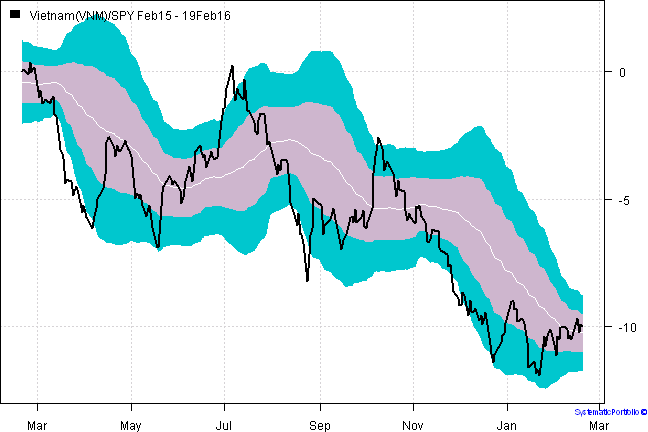 Vietnam(VNM)/SPY Feb15 - 19Feb16
0
-5
-10
SystematicPortfolio ©
Mar May Jul Sep Nov Jan Mar